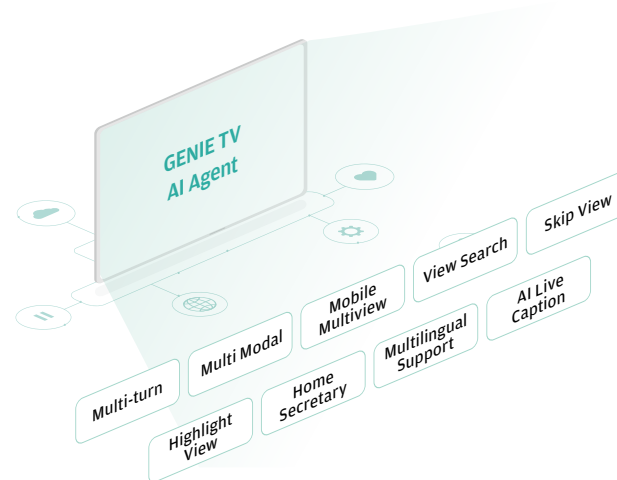 GENIE TV
AI Agent
Multi-turn
Multi Modal
Mobile
Multiview
View Search
Skip View
Highlight
View
Home
Secretary
Multilingual
Support
AI Live
Caption